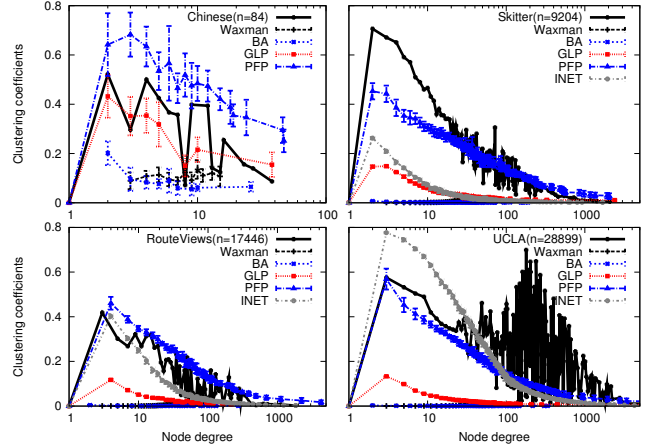 Clustering coefficients
0.8
0.6
0.4
0.2
0
1
10
100
Chinese(n=84)
Waxman
BA
GLP
PFP
0.8
0.6
0.4
0.2
0
1
10
100
1000
Skitter(n=9204)
Waxman
BA
GLP
PFP
INET
Clustering coefficients
0.8
0.6
0.4
0.2
0
1
10
100
1000
Node degree
RouteViews(n=17446)
Waxman
BA
GLP
PFP
INET
0.8
0.6
0.4
0.2
0
1
10
100
1000
Node degree
UCLA(n=28899)
Waxman
BA
GLP
PFP
INET